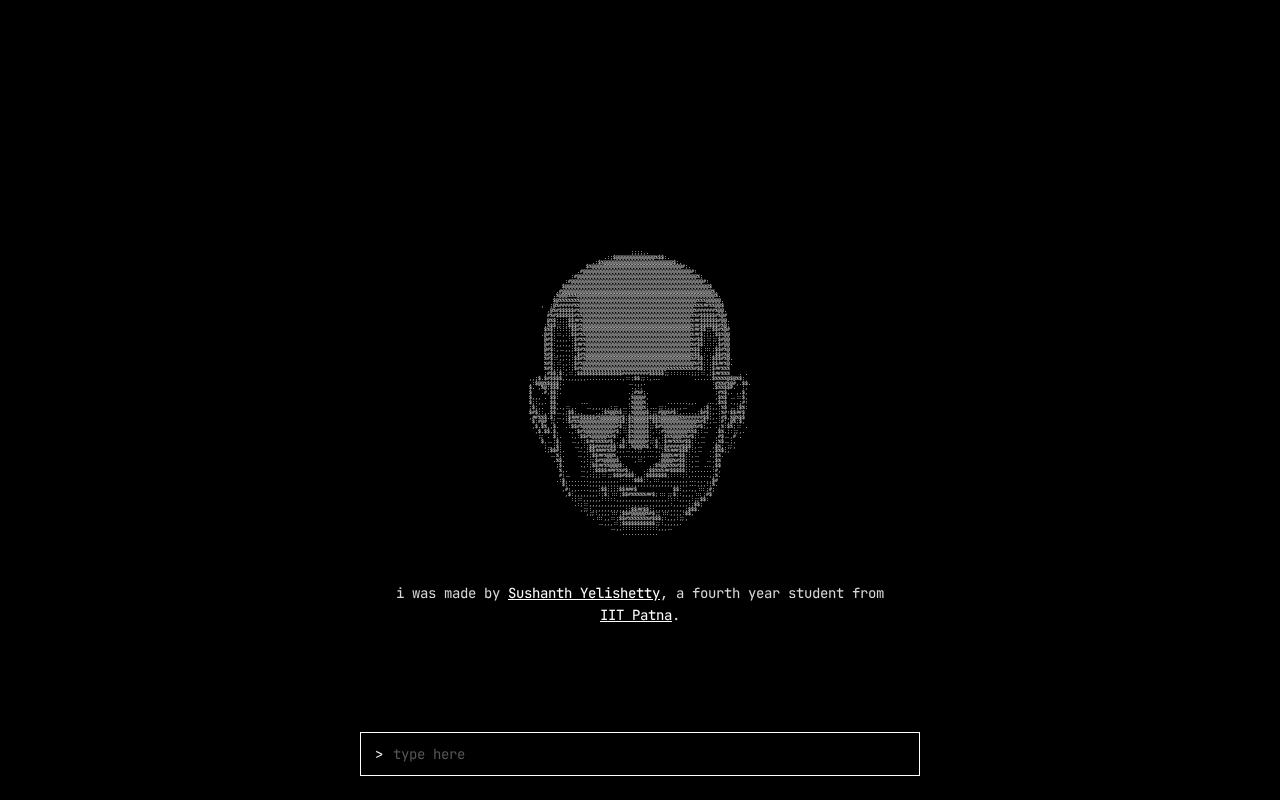 i was made by Sushanth Yelishetty, a fourth year student from
IIT Patna.
> type here